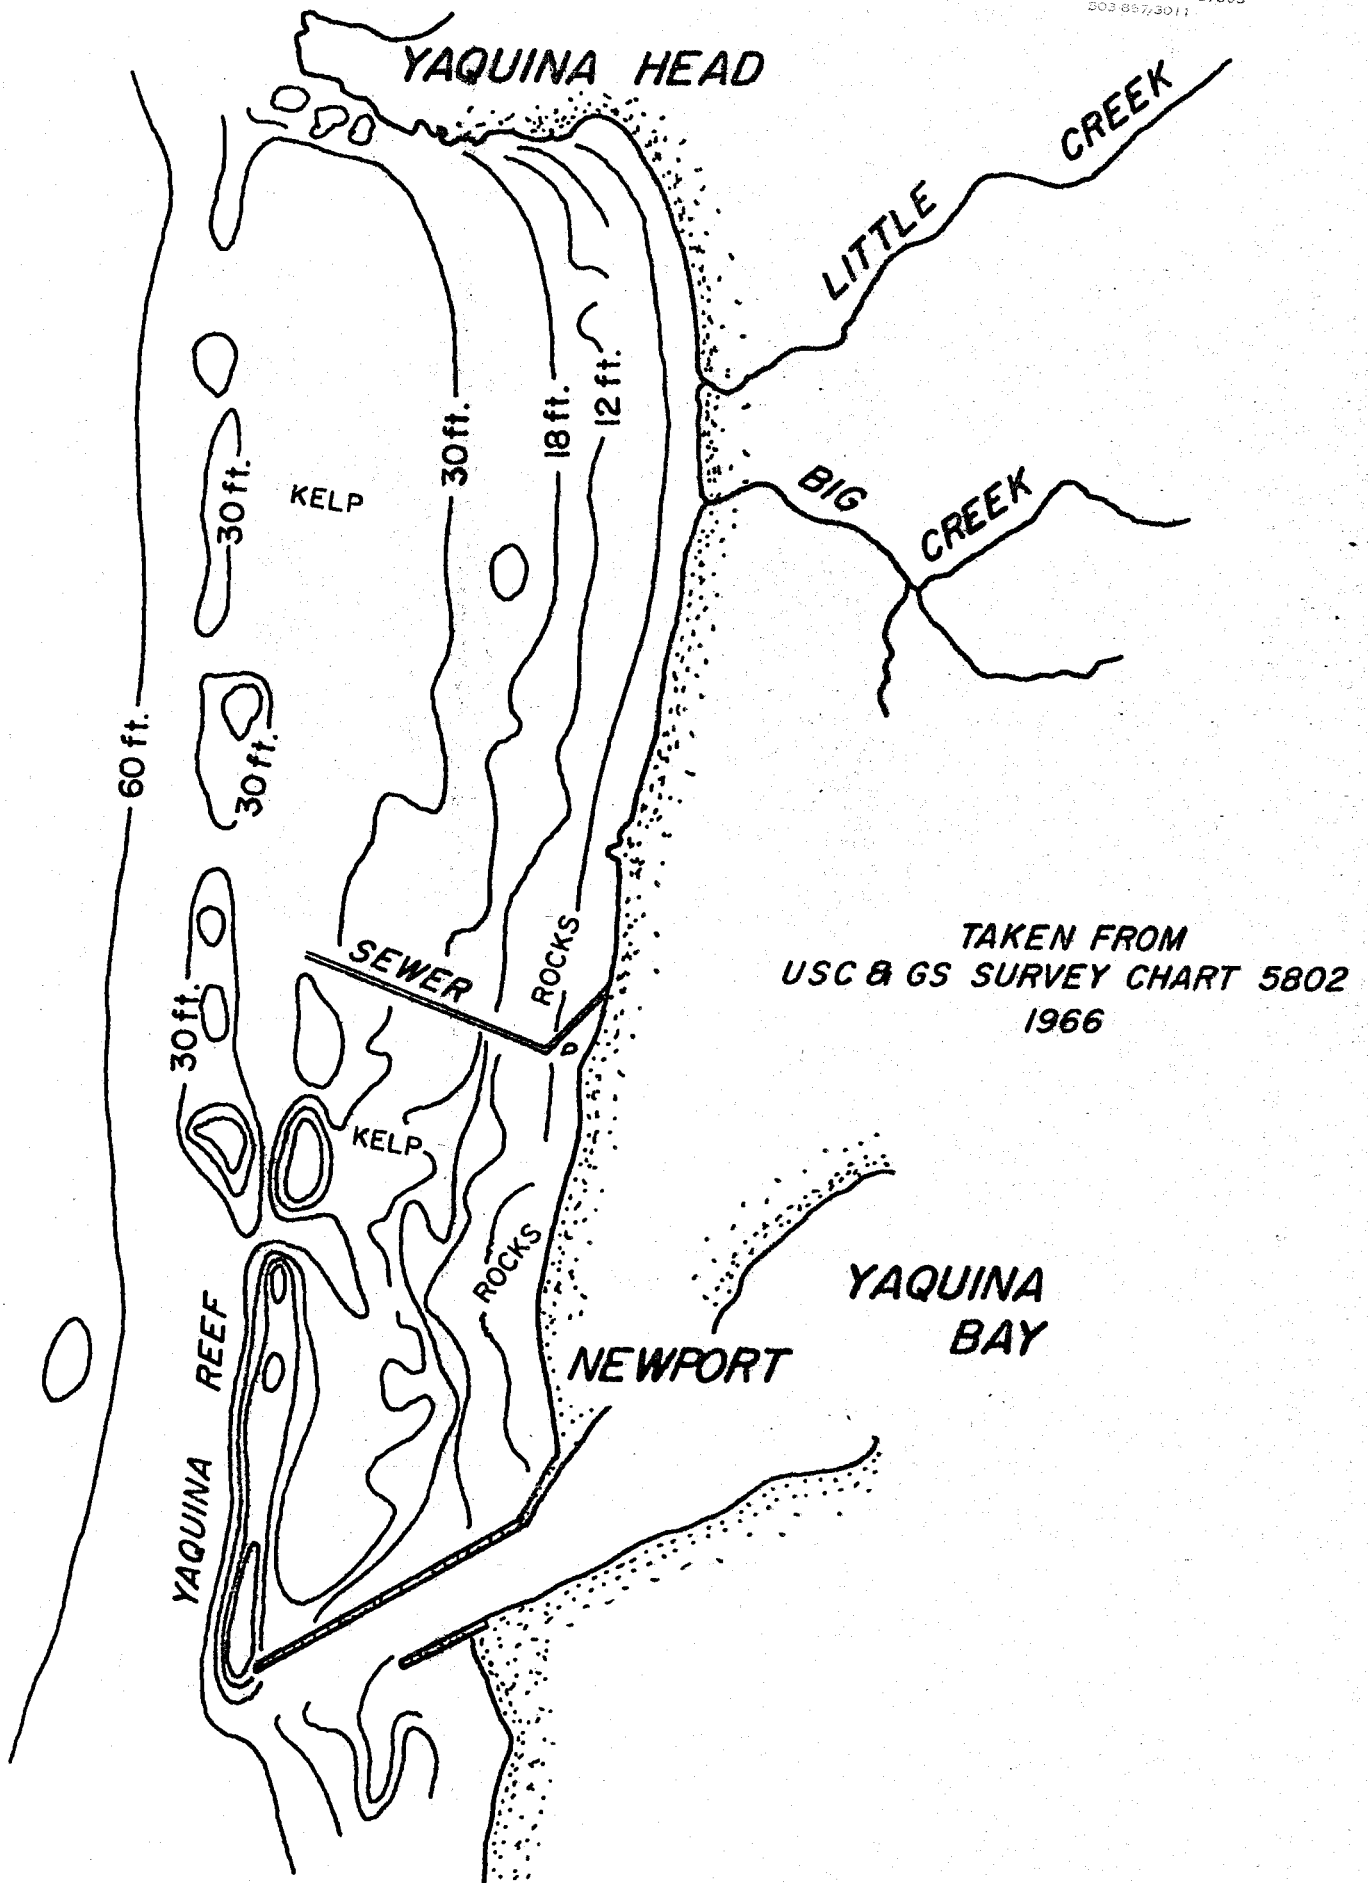 YAQUINA HEAD
LITTLE CREEK
30 ft.
18 ft.
12 ft.
30 ft.
KELP
BIG CREEK
60 ft.
30 ft.
SEWER
ROCKS
TAKEN FROM
USC & GS SURVEY CHART 5802
1966
30 ft.
KELP
ROCKS
YAQUINA REEF
YAQUINA
BAY
NEWPORT